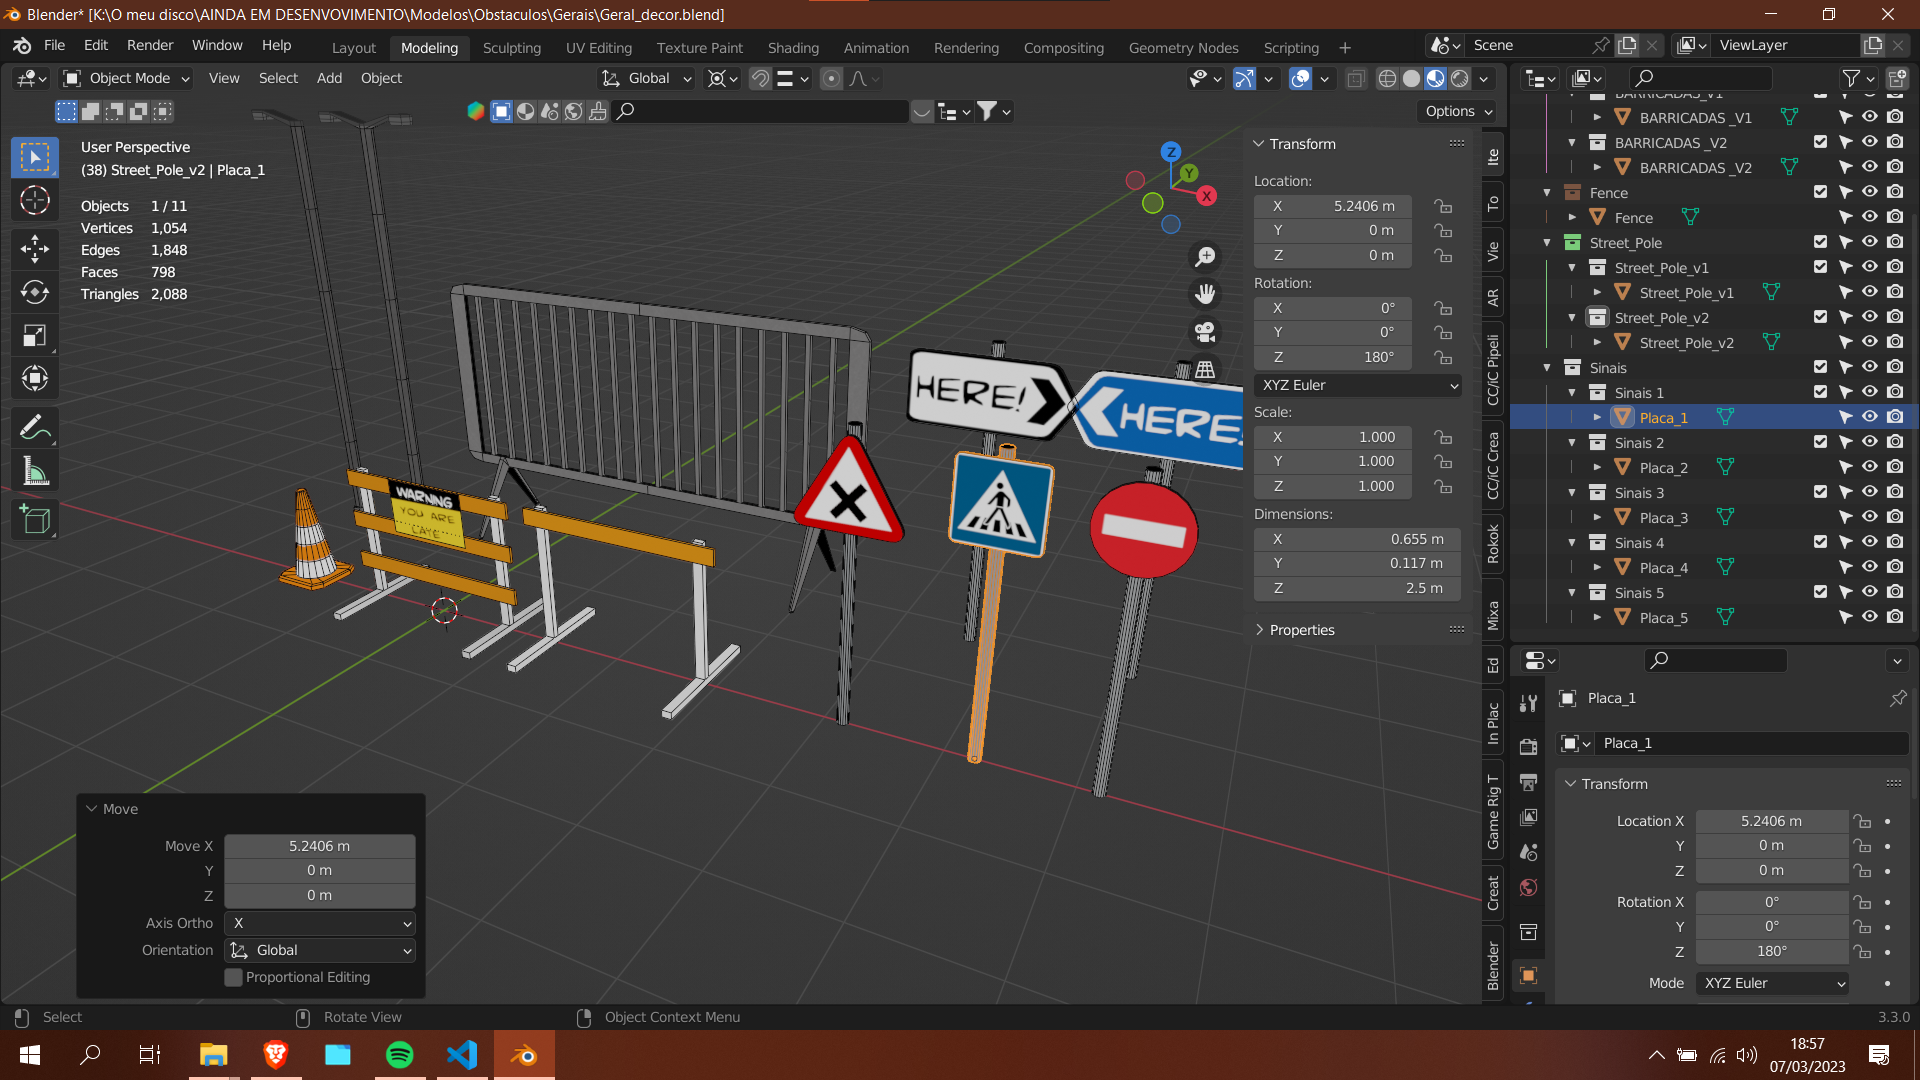 Blender* [K:\O meu disco\AINDA EM DESENVOVIMENTO\Modelos\Obstaculos\Gerais\Geral_decor.blend]
File Edit Render Window Help
Layout Modeling Sculpting UV Editing Texture Paint Shading Animation Rendering Compositing Geometry Nodes Scripting +
Scene
ViewLayer
Object Mode View Select Add Object
Global
Options
User Perspective
(38) Street_Pole_v2 | Placa_1
Objects 1 / 11
Vertices 1,054
Edges 1,848
Faces 798
Triangles 2,088
Z
Y
X
WARNING
YOU ARE
HERE!
HERE!
Transform
Location:
X 5.2406 m
Y 0 m
Z 0 m
Rotation:
X 0°
Y 0°
Z 180°
XYZ Euler
Scale:
X 1.000
Y 1.000
Z 1.000
Dimensions:
X 0.655 m
Y 0.117 m
Z 2.5 m
Properties
Ite
To
Vie
AR
CC/iC Pipeli
CC/iC Crea
Rokok
Mixa
Ed
In Plac
Game Rig T
Creat
Blender
BARRICADAS_V1
BARRICADAS _V1
BARRICADAS _V2
BARRICADAS _V2
Fence
Fence
Street_Pole
Street_Pole_v1
Street_Pole_v1
Street_Pole_v2
Street_Pole_v2
Sinais
Sinais 1
Placa_1
Sinais 2
Placa_2
Sinais 3
Placa_3
Sinais 4
Placa_4
Sinais 5
Placa_5
Placa_1
Placa_1
Transform
Location X 5.2406 m
Y 0 m
Z 0 m
Rotation X 0°
Y 0°
Z 180°
Mode XYZ Euler
Move
Move X 5.2406 m
Y 0 m
Z 0 m
Axis Ortho X
Orientation Global
Proportional Editing
Select
Rotate View
Object Context Menu
3.3.0
18:57
07/03/2023